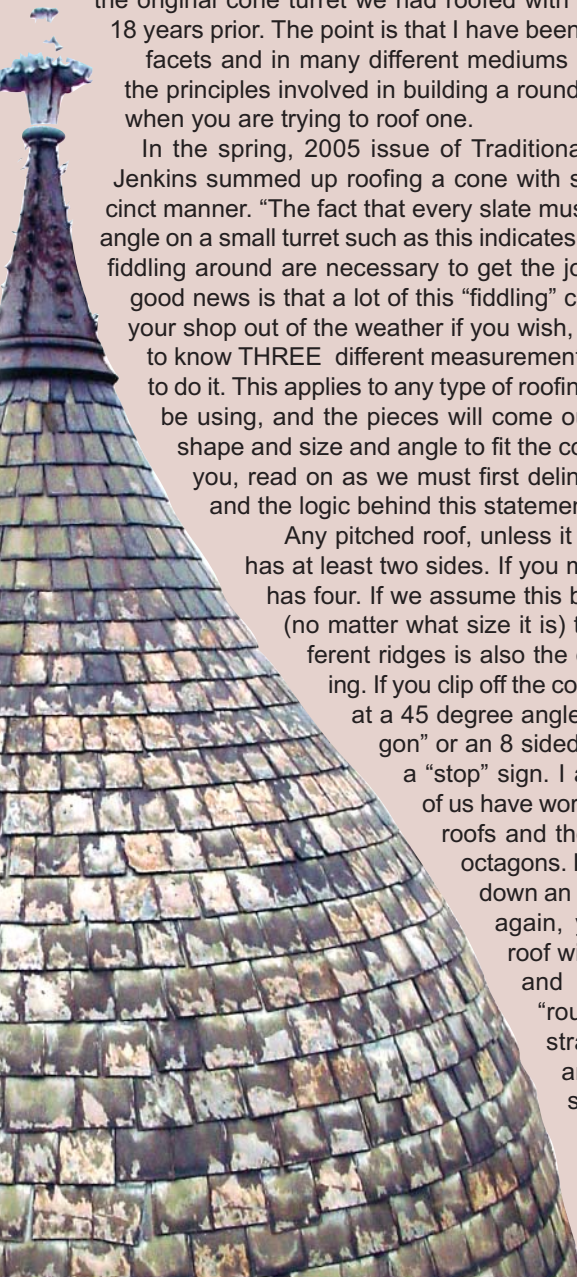 the original cone turret we had roofed with
18 years prior. The point is that I have been
facets and in many different mediums
the principles involved in building a round
when you are trying to roof one.
In the spring, 2005 issue of Traditiona
Jenkins summed up roofing a cone with s
cinct manner. “The fact that every slate mus
angle on a small turret such as this indicates
fiddling around are necessary to get the jo
good news is that a lot of this “fiddling” c
your shop out of the weather if you wish,
to know THREE different measurement
to do it. This applies to any type of roofin
be using, and the pieces will come o
shape and size and angle to fit the co
you, read on as we must first delin
and the logic behind this statemen
Any pitched roof, unless it
has at least two sides. If you m
has four. If we assume this b
(no matter what size it is) t
ferent ridges is also the
ing. If you clip off the co
at a 45 degree angle
gon” or an 8 sided
a “stop” sign. I a
of us have wor
roofs and th
octagons. I
down an
again, y
roof wi
and
“rou
stra
a
s